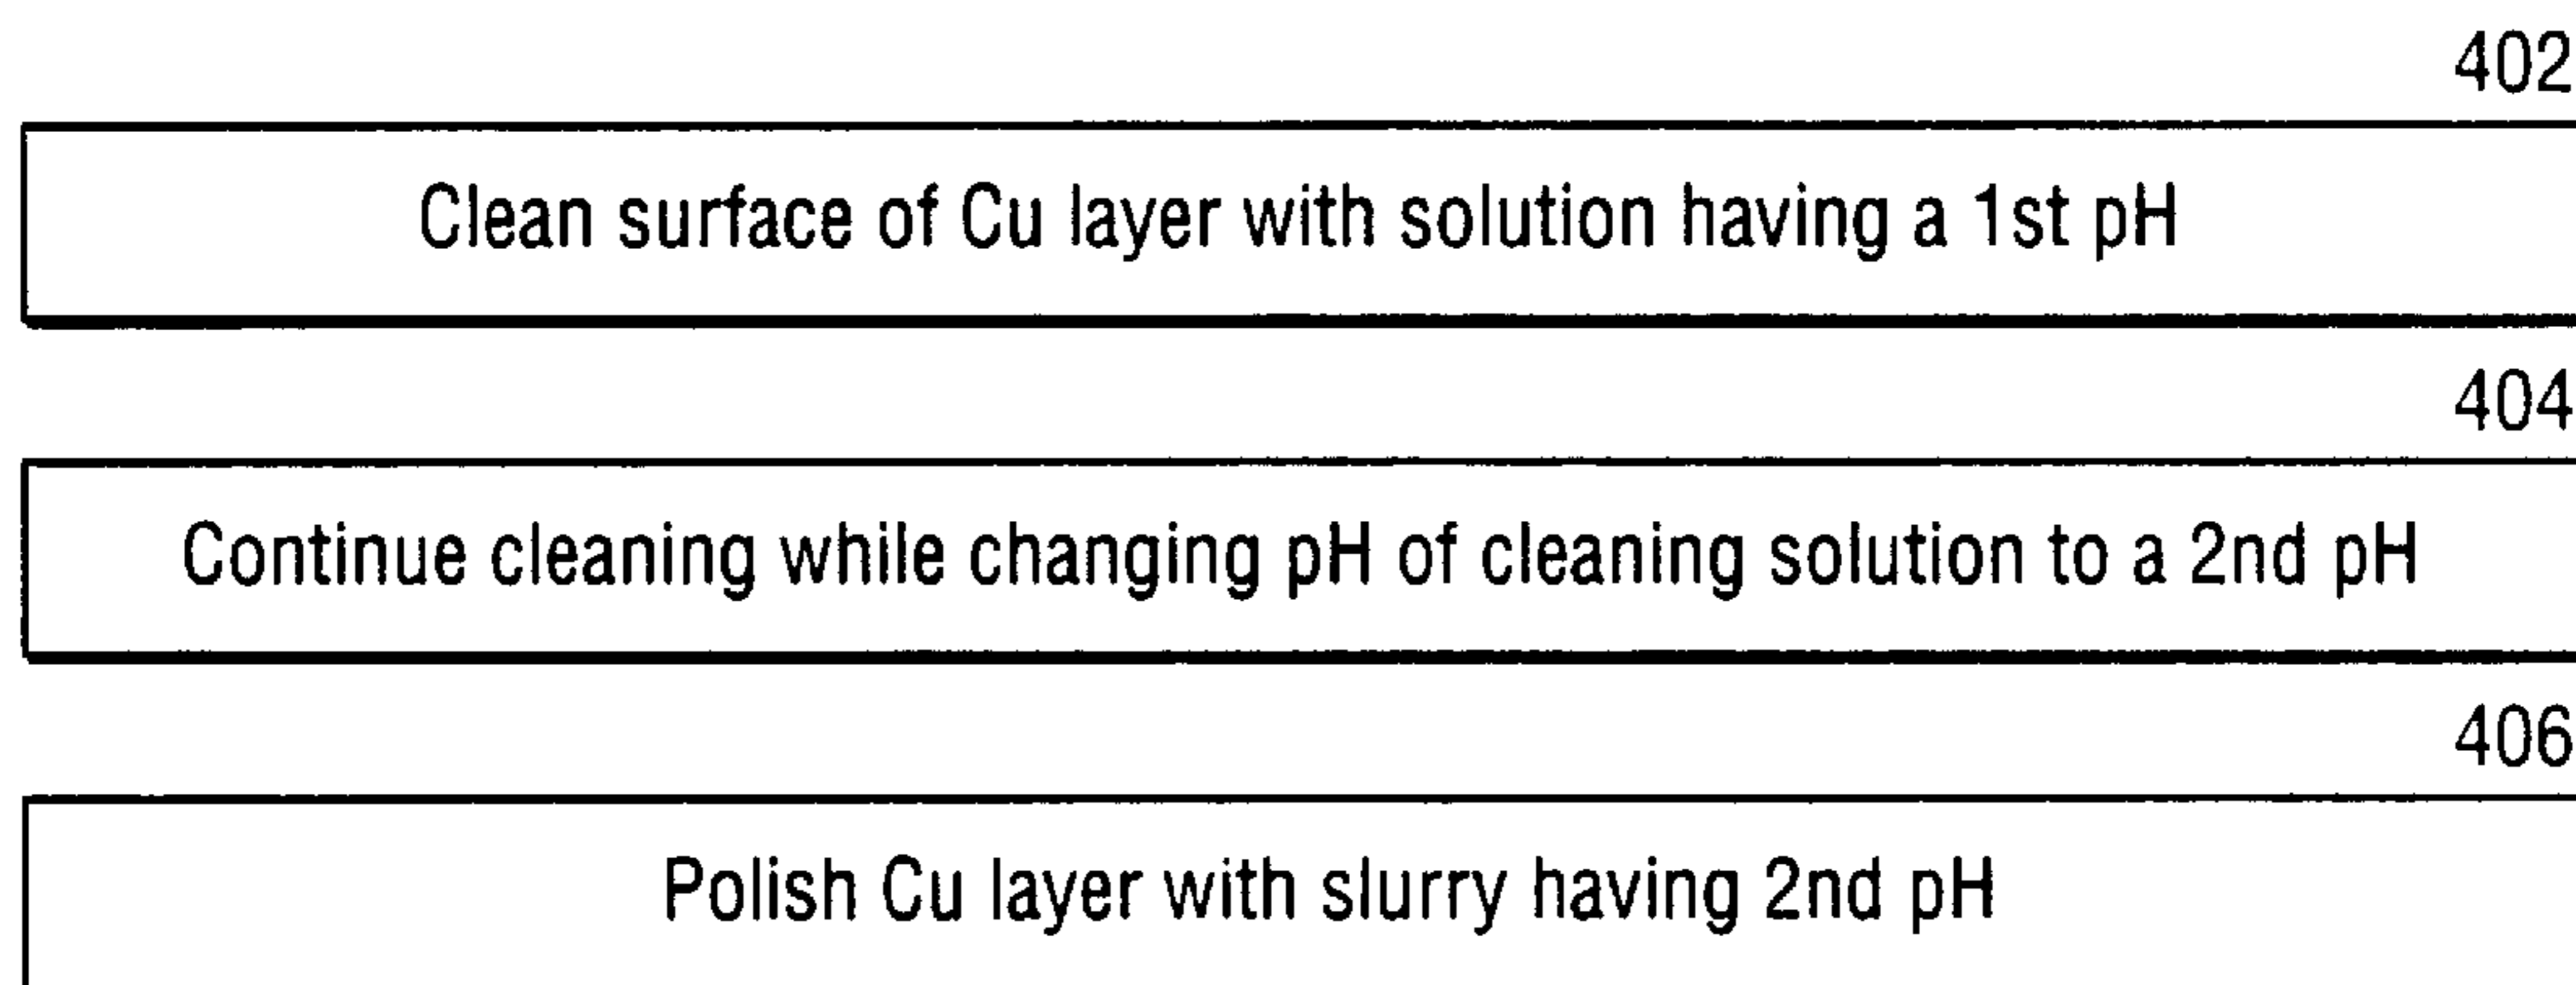 402
Clean surface of Cu layer with solution having a 1st pH
404
Continue cleaning while changing pH of cleaning solution to a 2nd pH
406
Polish Cu layer with slurry having 2nd pH